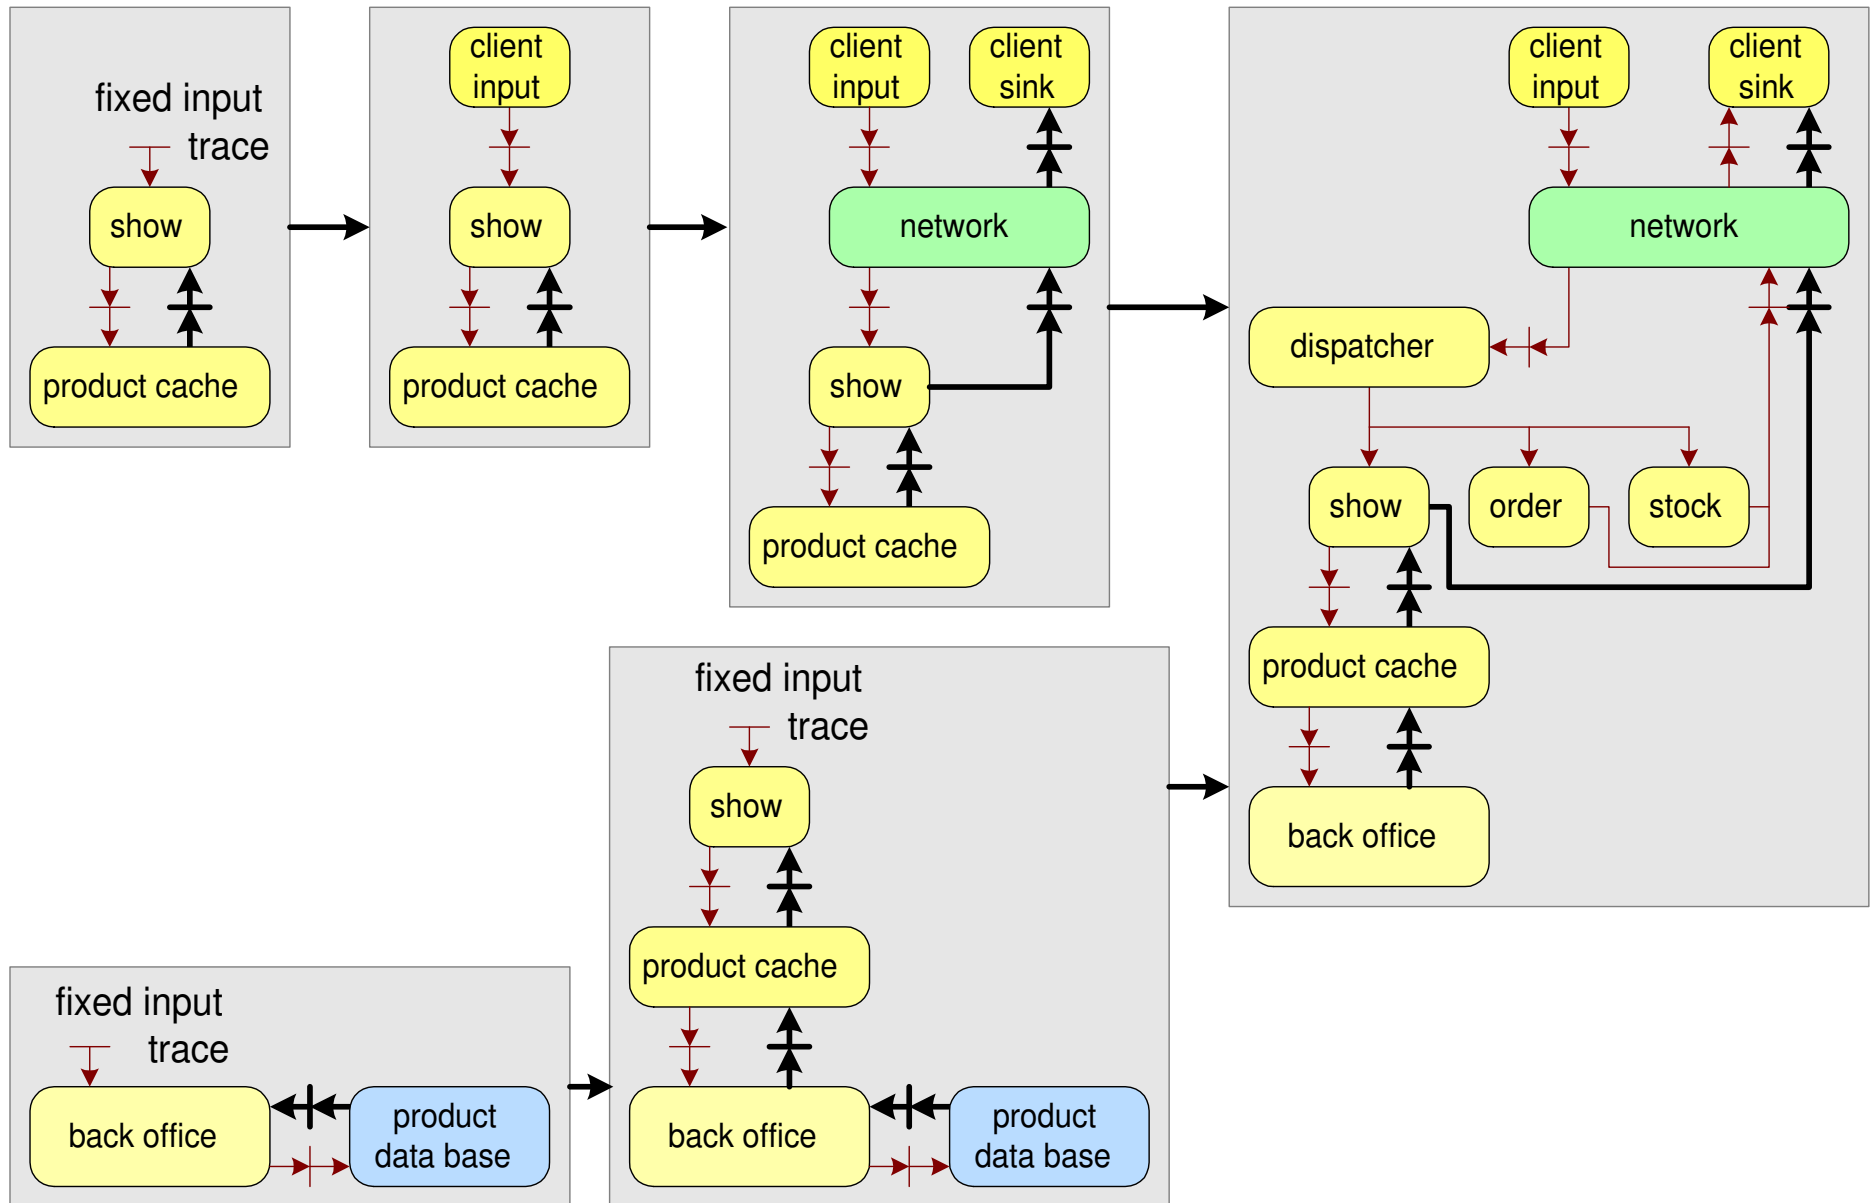 fixed input
trace
show
product cache
client
input
show
product cache
client
input
client
sink
network
show
product cache
client
input
client
sink
network
dispatcher
show
order
stock
product cache
back office
fixed input
trace
show
product cache
back office
product
data base
fixed input
trace
back office
product
data base